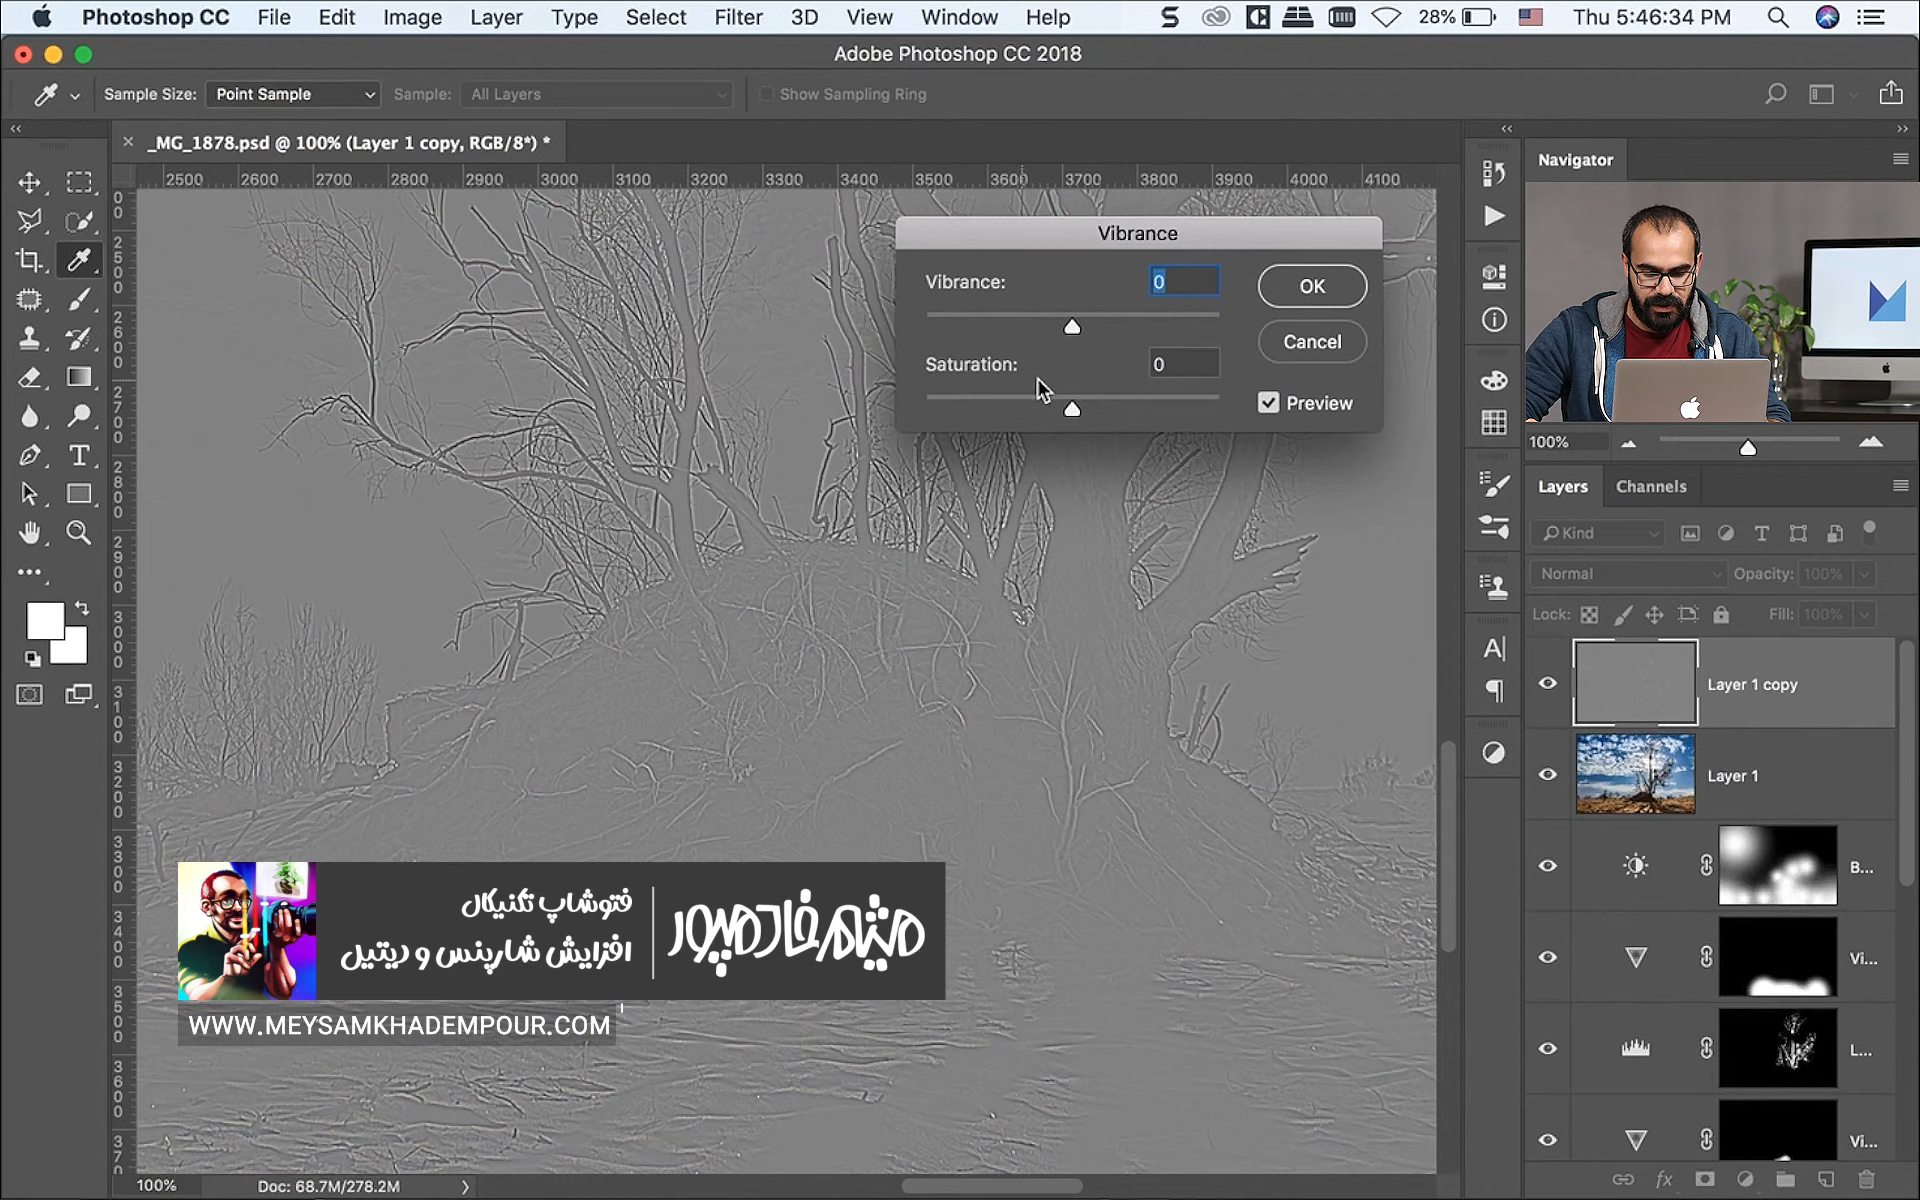 Photoshop CC File Edit Image Layer Type Select Filter 3D View Window Help 28% Thu 5:46:34 PM
Adobe Photoshop CC 2018
Sample Size: Point Sample Sample: All Layers Show Sampling Ring
_MG_1878.psd @ 100% (Layer 1 copy, RGB/8*) *
2500 2600 2700 2800 2900 3000 3100 3200 3300 3400 3500 3600 3700 3800 3900 4000 4100
Navigator
Vibrance
Vibrance: 0
OK
Cancel
Saturation: 0
Preview
100%
Layers Channels
Kind
Normal Opacity: 100%
Lock: Fill: 100%
Layer 1 copy
Layer 1
B...
Vi...
L...
Vi...
میثم خادمپور
فتوشاپ تکنیکال
افزایش شارپنس و دیتیل
WWW.MEYSAMKHADEMPOUR.COM
100% Doc: 68.7M/278.2M